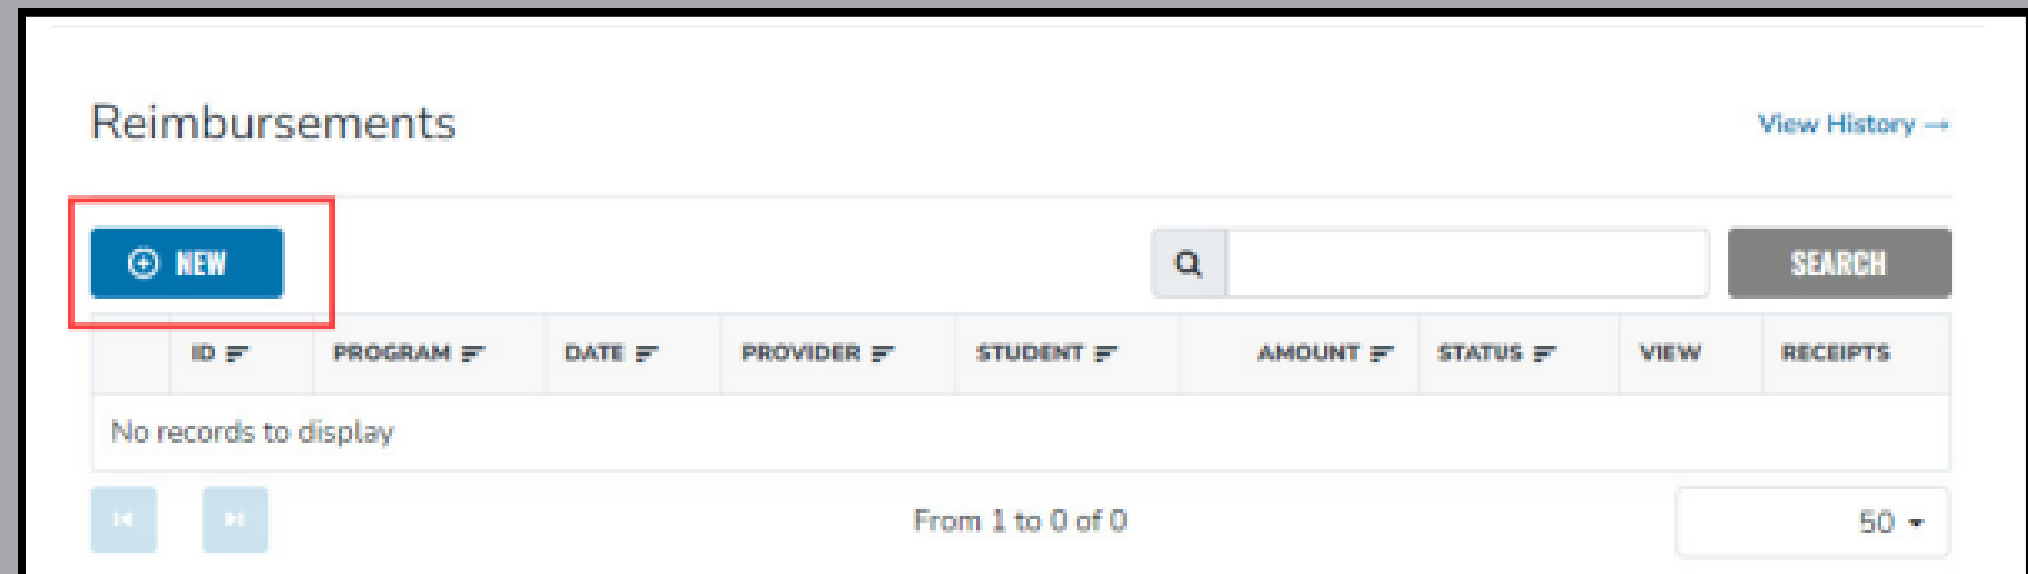 Reimbursements
View History →
NEW
SEARCH
ID PROGRAM DATE PROVIDER STUDENT AMOUNT STATUS VIEW RECEIPTS
No records to display
From 1 to 0 of 0
50